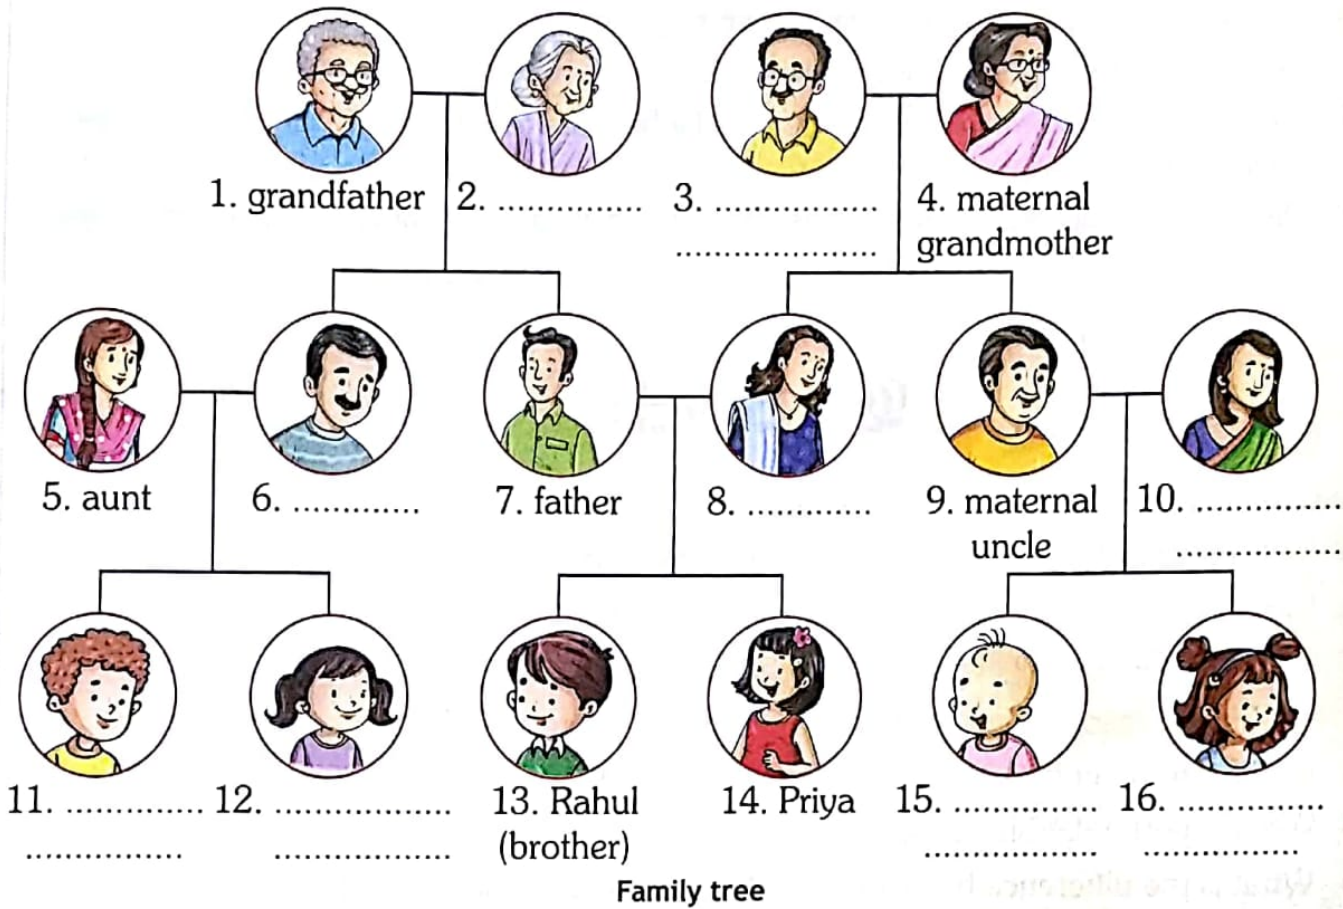 1. grandfather
2. ...............
3. .................
.....................
4. maternal
grandmother
5. aunt
6. .............
7. father
8. .............
9. maternal
uncle
10. ...............
.................
11. ...............
................
12. ...................
...................
13. Rahul
(brother)
14. Priya
15. ................
..................
16. ................
................
Family tree